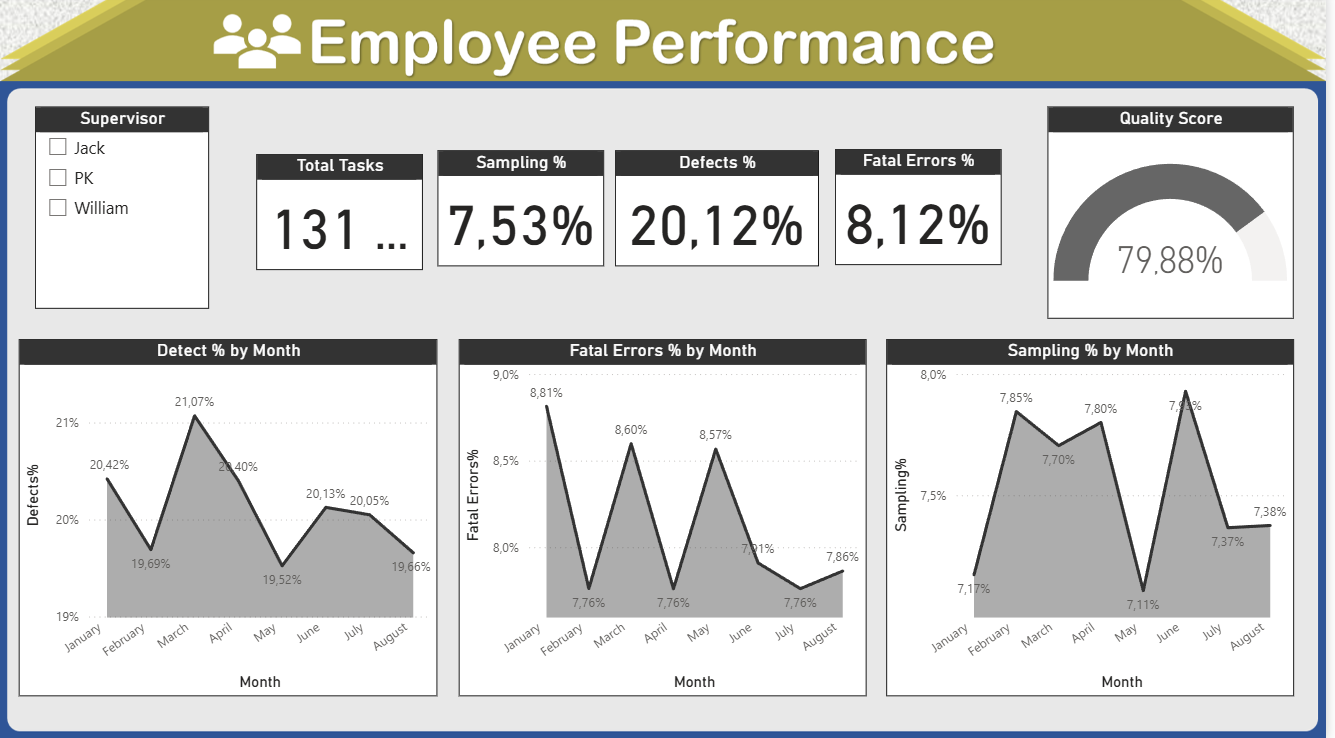 Employee Performance
Supervisor
Jack
PK
William
Total Tasks
131 ...
Sampling %
7,53%
Defects %
20,12%
Fatal Errors %
8,12%
Quality Score
79,88%
Detect % by Month
Defects%
21%
20%
19%
20,42%
19,69%
21,07%
20,40%
19,52%
20,13%
20,05%
19,66%
January
February
March
April
May
June
July
August
Month
Fatal Errors % by Month
Fatal Errors%
9,0%
8,5%
8,0%
8,81%
7,76%
8,60%
7,76%
8,57%
7,91%
7,76%
7,86%
January
February
March
April
May
June
July
August
Month
Sampling % by Month
Sampling%
8,0%
7,5%
7,17%
7,85%
7,70%
7,80%
7,11%
7,37%
7,38%
January
February
March
April
May
June
July
August
Month